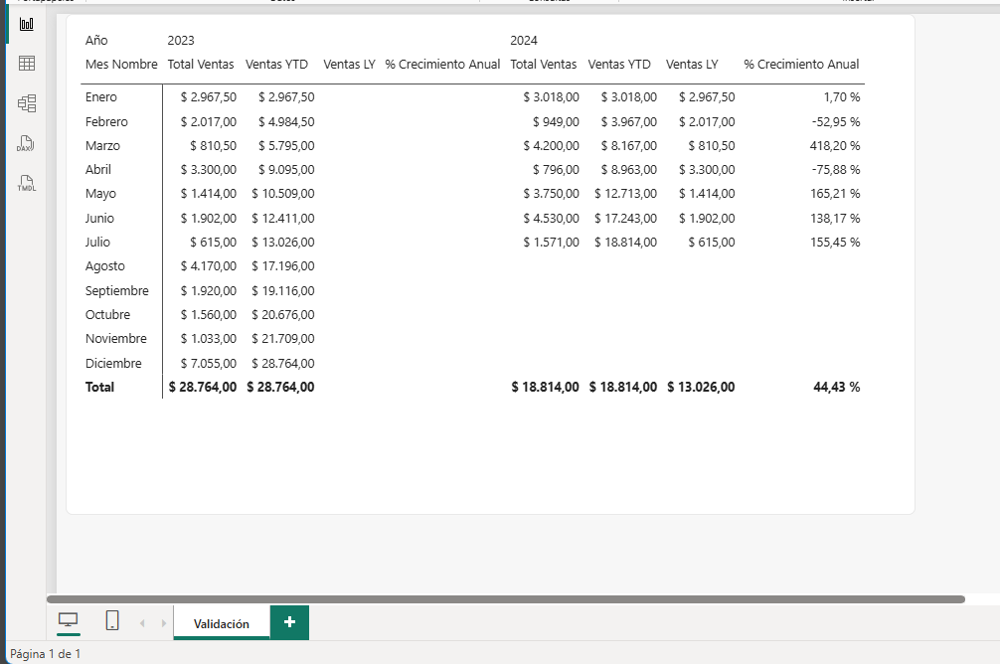 Año 2023 2024
Mes Nombre Total Ventas Ventas YTD Ventas LY % Crecimiento Anual Total Ventas Ventas YTD Ventas LY % Crecimiento Anual
Enero $ 2.967,50 $ 2.967,50 $ 3.018,00 $ 3.018,00 $ 2.967,50 1,70 %
Febrero $ 2.017,00 $ 4.984,50 $ 949,00 $ 3.967,00 $ 2.017,00 -52,95 %
Marzo $ 810,50 $ 5.795,00 $ 4.200,00 $ 8.167,00 $ 810,50 418,20 %
Abril $ 3.300,00 $ 9.095,00 $ 796,00 $ 8.963,00 $ 3.300,00 -75,88 %
Mayo $ 1.414,00 $ 10.509,00 $ 3.750,00 $ 12.713,00 $ 1.414,00 165,21 %
Junio $ 1.902,00 $ 12.411,00 $ 4.530,00 $ 17.243,00 $ 1.902,00 138,17 %
Julio $ 615,00 $ 13.026,00 $ 1.571,00 $ 18.814,00 $ 615,00 155,45 %
Agosto $ 4.170,00 $ 17.196,00
Septiembre $ 1.920,00 $ 19.116,00
Octubre $ 1.560,00 $ 20.676,00
Noviembre $ 1.033,00 $ 21.709,00
Diciembre $ 7.055,00 $ 28.764,00
Total $ 28.764,00 $ 28.764,00 $ 18.814,00 $ 18.814,00 $ 13.026,00 44,43 %
DAX
TMDL
Validación
Página 1 de 1